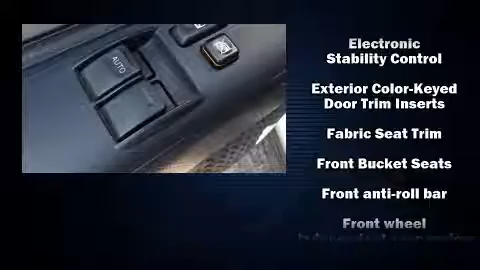 AUTO
Electronic
Stability Control
Exterior Color-Keyed
Door Trim Inserts
Fabric Seat Trim
Front Bucket Seats
Front anti-roll bar
Front wheel